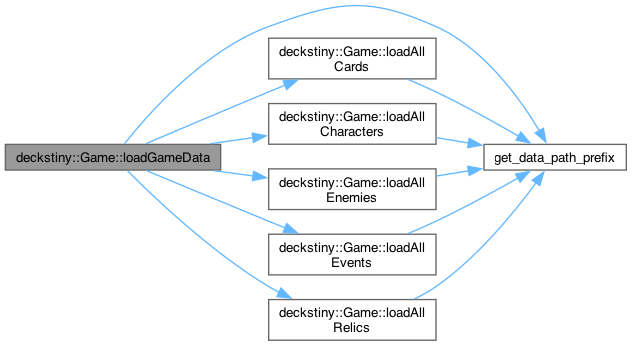 deckstiny::Game::loadGameData
deckstiny::Game::loadAll
Cards
deckstiny::Game::loadAll
Characters
deckstiny::Game::loadAll
Enemies
deckstiny::Game::loadAll
Events
deckstiny::Game::loadAll
Relics
get_data_path_prefix